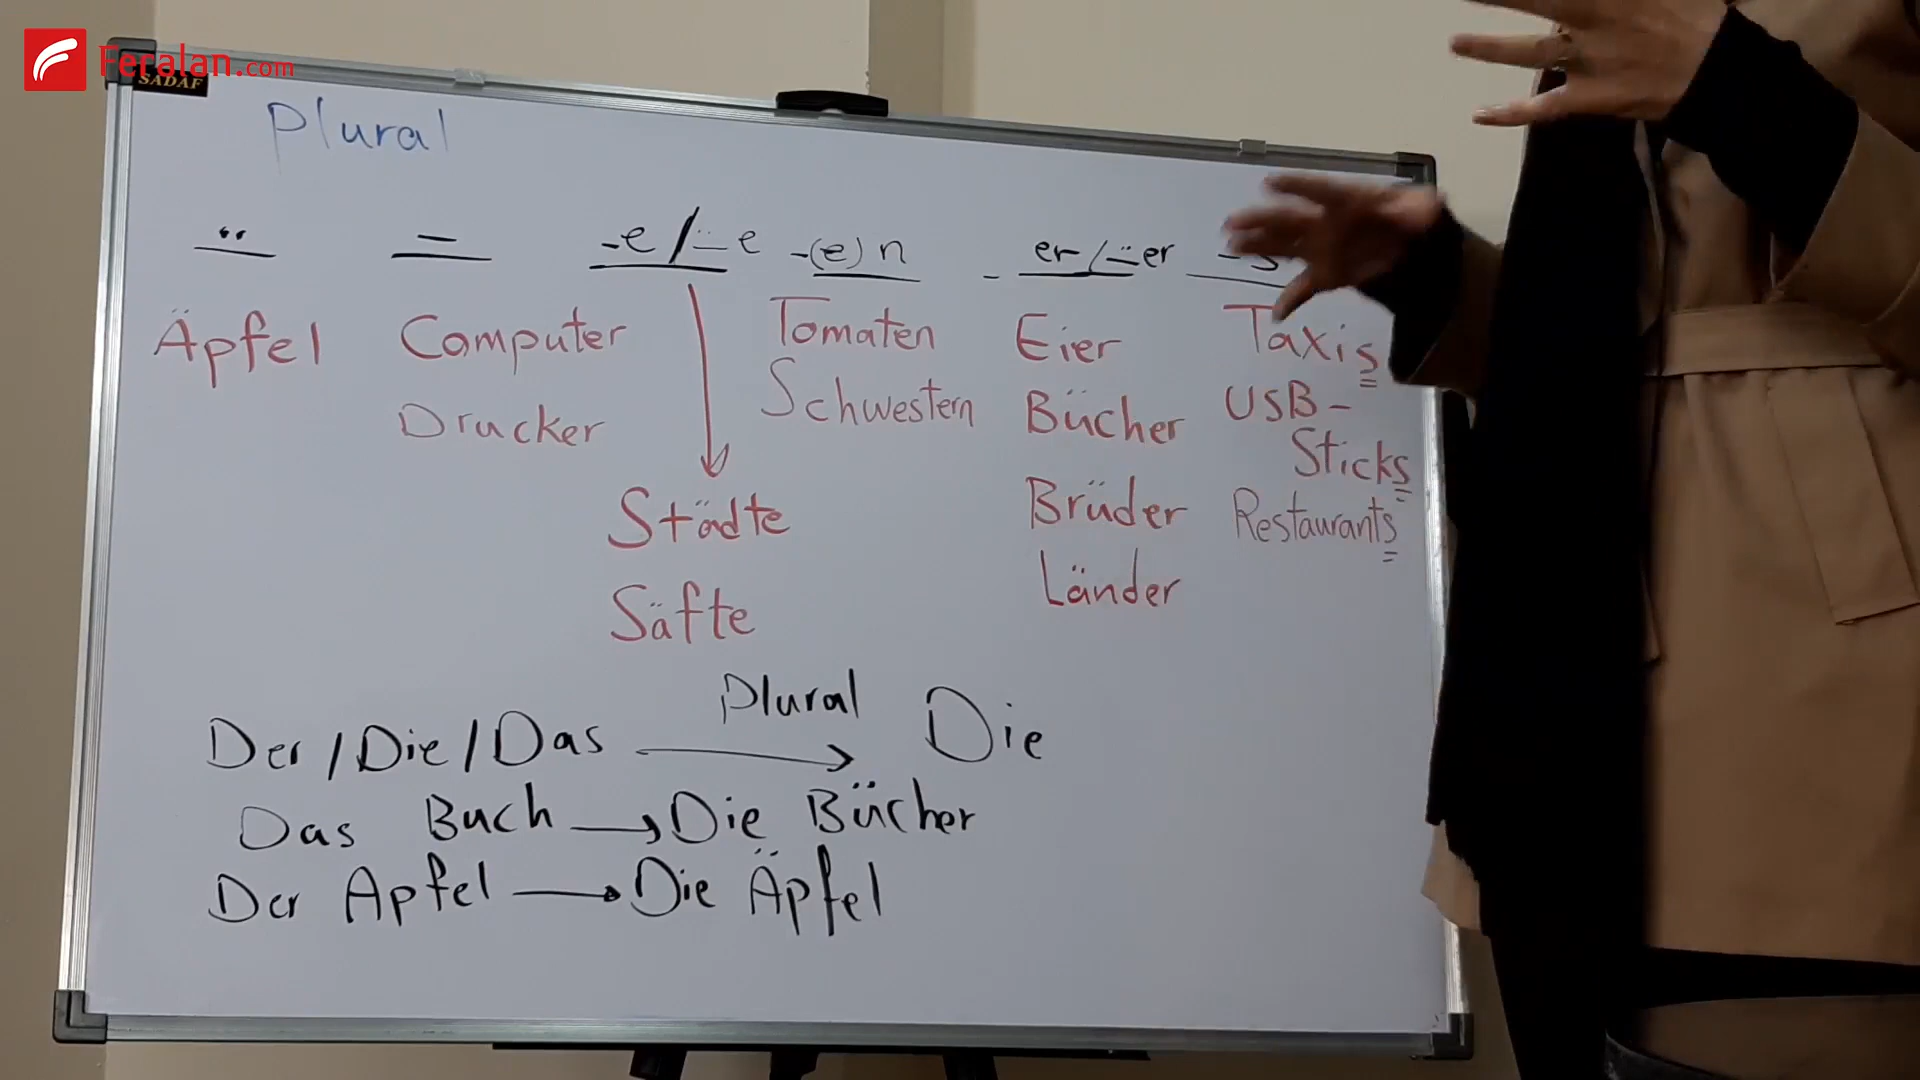 Feralan.com
SADAF
Plural
¨ - -e/¨e -(e)n er/¨er -s
Äpfel Computer Tomaten Eier Taxis
Drucker Schwestern Bücher USB-
Sticks
Städte Brüder Restaurants
Säfte Länder
Plural
Der/Die/Das Die
Das Buch → Die Bücher
Der Apfel → Die Äpfel